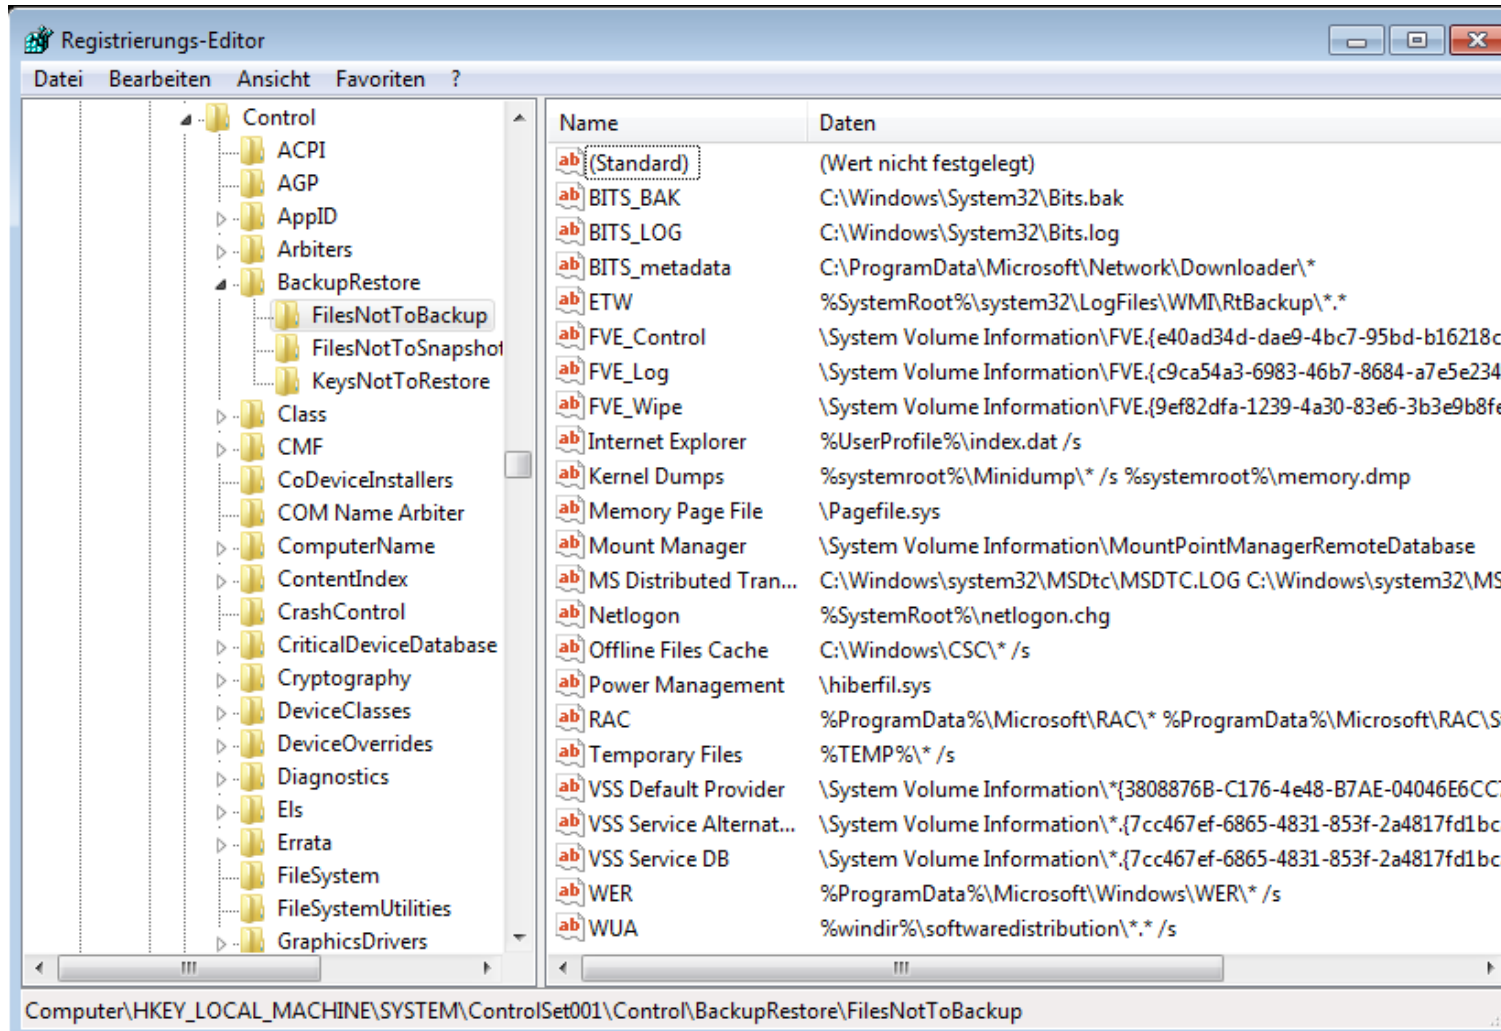 Registrierungs-Editor
Datei Bearbeiten Ansicht Favoriten ?
Control
ACPI
AGP
AppID
Arbiters
BackupRestore
FilesNotToBackup
FilesNotToSnapshot
KeysNotToRestore
Class
CMF
CoDeviceInstallers
COM Name Arbiter
ComputerName
ContentIndex
CrashControl
CriticalDeviceDatabase
Cryptography
DeviceClasses
DeviceOverrides
Diagnostics
Els
Errata
FileSystem
FileSystemUtilities
GraphicsDrivers
Name Daten
(Standard) (Wert nicht festgelegt)
BITS_BAK C:\Windows\System32\Bits.bak
BITS_LOG C:\Windows\System32\Bits.log
BITS_metadata C:\ProgramData\Microsoft\Network\Downloader\*
ETW %SystemRoot%\system32\LogFiles\WMI\RtBackup\*.*
FVE_Control \System Volume Information\FVE.{e40ad34d-dae9-4bc7-95bd-b16218c
FVE_Log \System Volume Information\FVE.{c9ca54a3-6983-46b7-8684-a7e5e234
FVE_Wipe \System Volume Information\FVE.{9ef82dfa-1239-4a30-83e6-3b3e9b8fe
Internet Explorer %UserProfile%\index.dat /s
Kernel Dumps %systemroot%\Minidump\* /s %systemroot%\memory.dmp
Memory Page File \Pagefile.sys
Mount Manager \System Volume Information\MountPointManagerRemoteDatabase
MS Distributed Tran... C:\Windows\system32\MSDtc\MSDTC.LOG C:\Windows\system32\MS
Netlogon %SystemRoot%\netlogon.chg
Offline Files Cache C:\Windows\CSC\* /s
Power Management \hiberfil.sys
RAC %ProgramData%\Microsoft\RAC\* %ProgramData%\Microsoft\RAC\S
Temporary Files %TEMP%\* /s
VSS Default Provider \System Volume Information\*{3808876B-C176-4e48-B7AE-04046E6CC7
VSS Service Alternat... \System Volume Information\*.{7cc467ef-6865-4831-853f-2a4817fd1bc
VSS Service DB \System Volume Information\*.{7cc467ef-6865-4831-853f-2a4817fd1bc
WER %ProgramData%\Microsoft\Windows\WER\* /s
WUA %windir%\softwaredistribution\*.* /s
Computer\HKEY_LOCAL_MACHINE\SYSTEM\ControlSet001\Control\BackupRestore\FilesNotToBackup